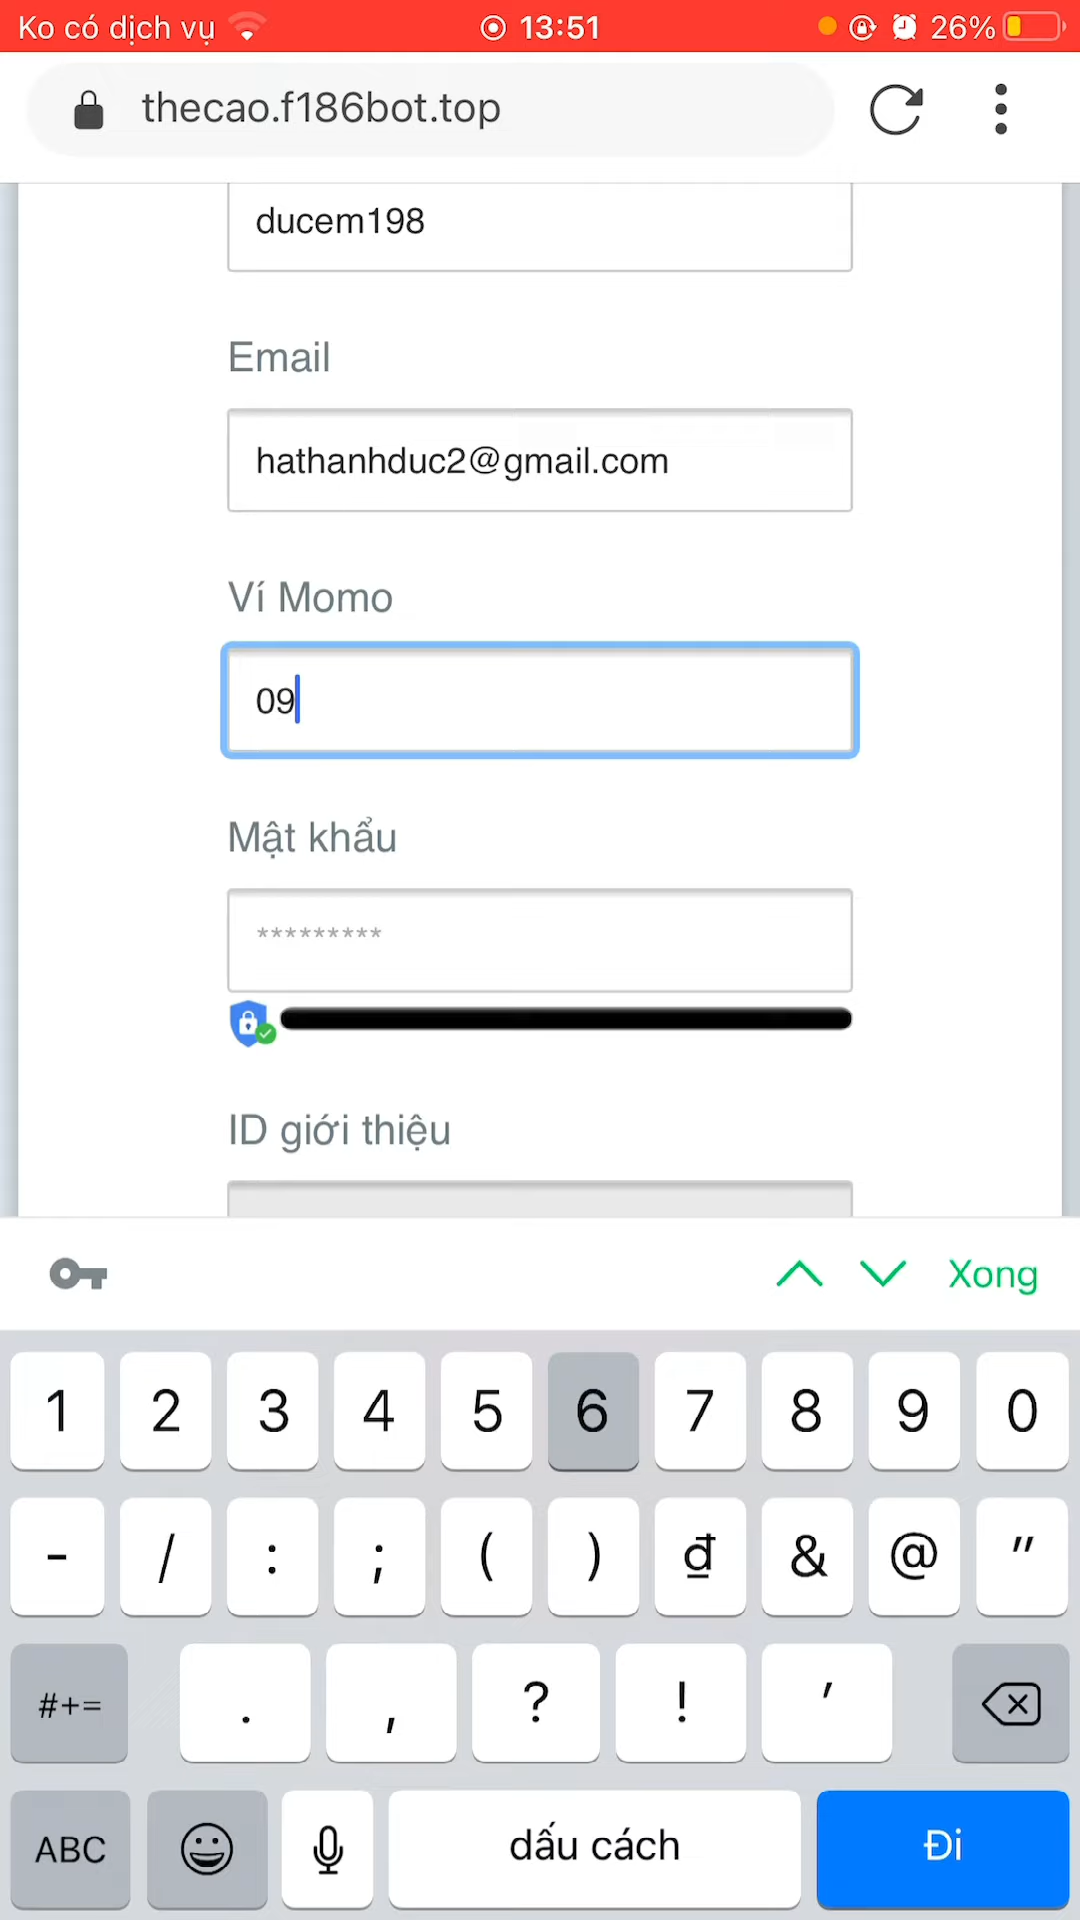 Ko có dịch vụ 13:51 26%
thecao.f186bot.top
ducem198
Email
hathanhduc2@gmail.com
Ví Momo
09
Mật khẩu
*********
ID giới thiệu
Xong
1 2 3 4 5 6 7 8 9 0
- / : ; ( ) ₫ & @ "
#+= . , ? ! '
ABC dấu cách Đi